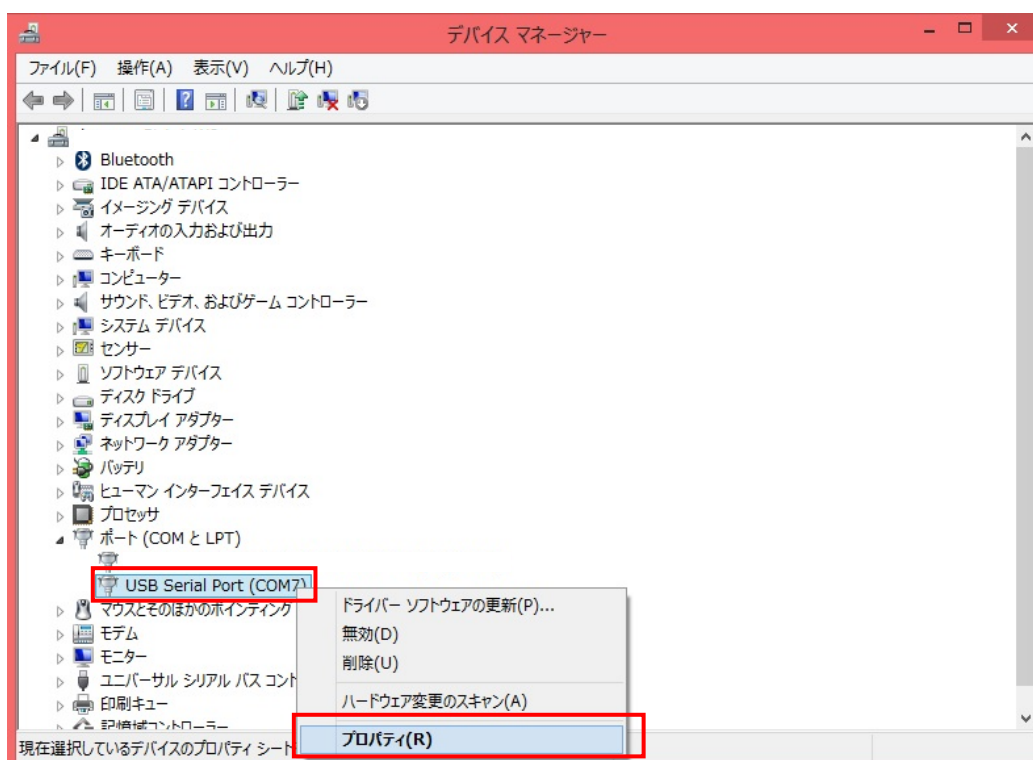 デバイス マネージャー
ファイル(F) 操作(A) 表示(V) ヘルプ(H)
Bluetooth
IDE ATA/ATAPI コントローラー
イメージング デバイス
オーディオの入力および出力
キーボード
コンピューター
サウンド、ビデオ、およびゲーム コントローラー
システム デバイス
センサー
ソフトウェア デバイス
ディスク ドライブ
ディスプレイ アダプター
ネットワーク アダプター
バッテリ
ヒューマン インターフェイス デバイス
プロセッサ
ポート (COM と LPT)
USB Serial Port (COM7)
マウスとそのほかのポインティング
モデム
モニター
ユニバーサル シリアル バス コント
印刷キュー
記憶域コントローラー
ドライバー ソフトウェアの更新(P)...
無効(D)
削除(U)
ハードウェア変更のスキャン(A)
プロパティ(R)
現在選択しているデバイスのプロパティ シート